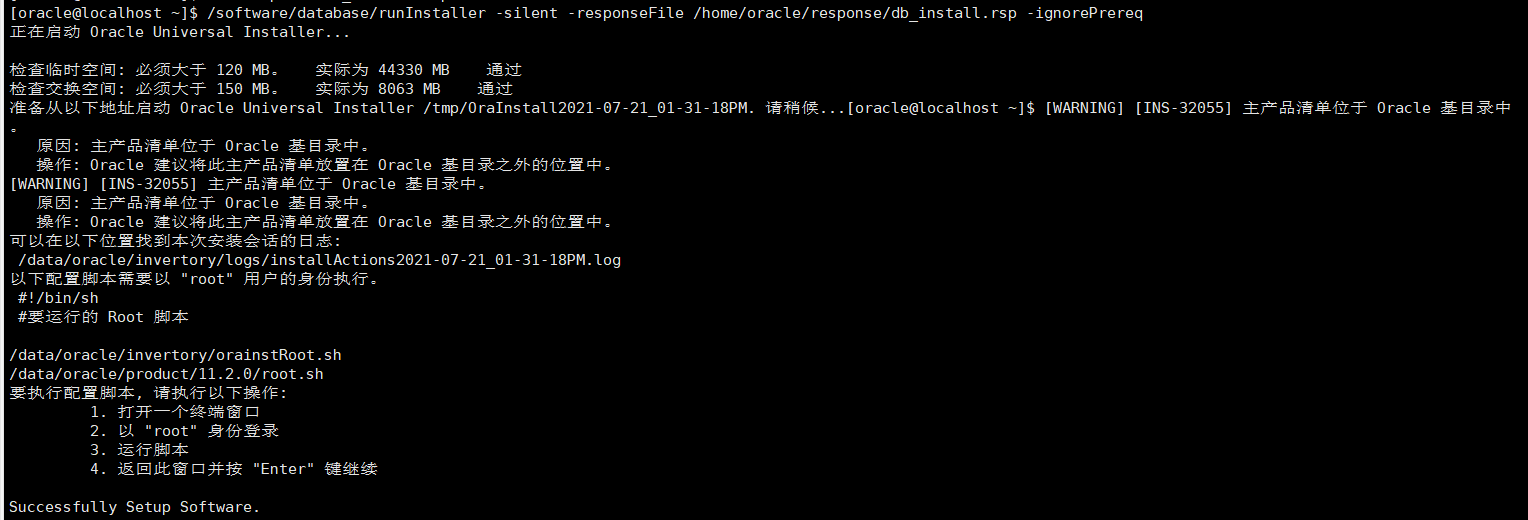 [oracle@localhost ~]$ /software/database/runInstaller -silent -responseFile /home/oracle/response/db_install.rsp -ignorePrereq
正在启动 Oracle Universal Installer...
检查临时空间: 必须大于 120 MB。   实际为 44330 MB    通过
检查交换空间: 必须大于 150 MB。   实际为 8063 MB    通过
准备从以下地址启动 Oracle Universal Installer /tmp/OraInstall2021-07-21_01-31-18PM. 请稍候...[oracle@localhost ~]$ [WARNING] [INS-32055] 主产品清单位于 Oracle 基目录中
。
   原因: 主产品清单位于 Oracle 基目录中。
   操作: Oracle 建议将此主产品清单放置在 Oracle 基目录之外的位置中。
[WARNING] [INS-32055] 主产品清单位于 Oracle 基目录中。
   原因: 主产品清单位于 Oracle 基目录中。
   操作: Oracle 建议将此主产品清单放置在 Oracle 基目录之外的位置中。
可以在以下位置找到本次安装会话的日志:
 /data/oracle/invertory/logs/installActions2021-07-21_01-31-18PM.log
以下配置脚本需要以 "root" 用户的身份执行。
 #!/bin/sh
 #要运行的 Root 脚本
/data/oracle/invertory/orainstRoot.sh
/data/oracle/product/11.2.0/root.sh
要执行配置脚本, 请执行以下操作:
         1. 打开一个终端窗口
         2. 以 "root" 身份登录
         3. 运行脚本
         4. 返回此窗口并按 "Enter" 键继续
Successfully Setup Software.